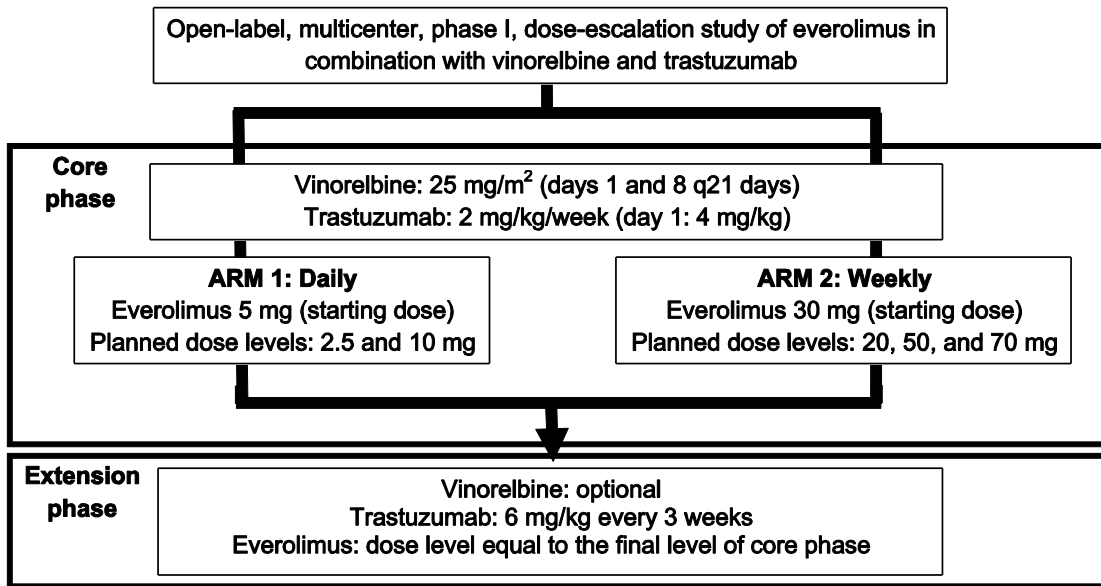 Open-label, multicenter, phase I, dose-escalation study of everolimus in
combination with vinorelbine and trastuzumab
Core
phase
Vinorelbine: 25 mg/m² (days 1 and 8 q21 days)
Trastuzumab: 2 mg/kg/week (day 1: 4 mg/kg)
ARM 1: Daily
Everolimus 5 mg (starting dose)
Planned dose levels: 2.5 and 10 mg
ARM 2: Weekly
Everolimus 30 mg (starting dose)
Planned dose levels: 20, 50, and 70 mg
Extension
phase
Vinorelbine: optional
Trastuzumab: 6 mg/kg every 3 weeks
Everolimus: dose level equal to the final level of core phase